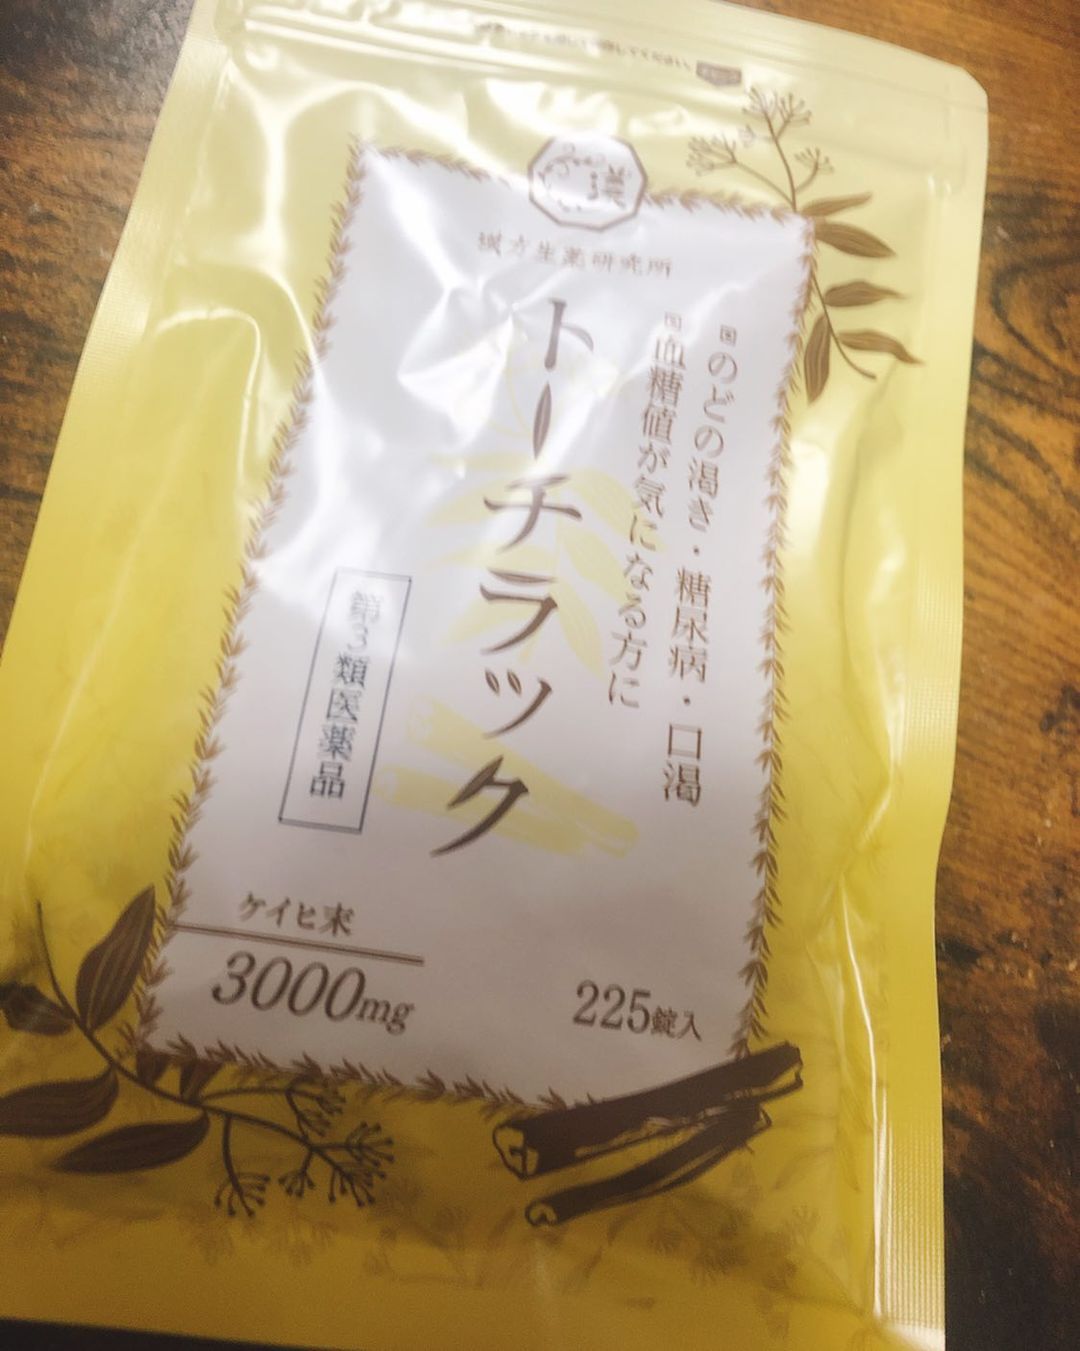 漢
漢方生薬研究所
のどの渇き・糖尿病・口渇
血糖値が気になる方に
トーチラック
第3類医薬品
ケイヒ末
3000mg
225錠入